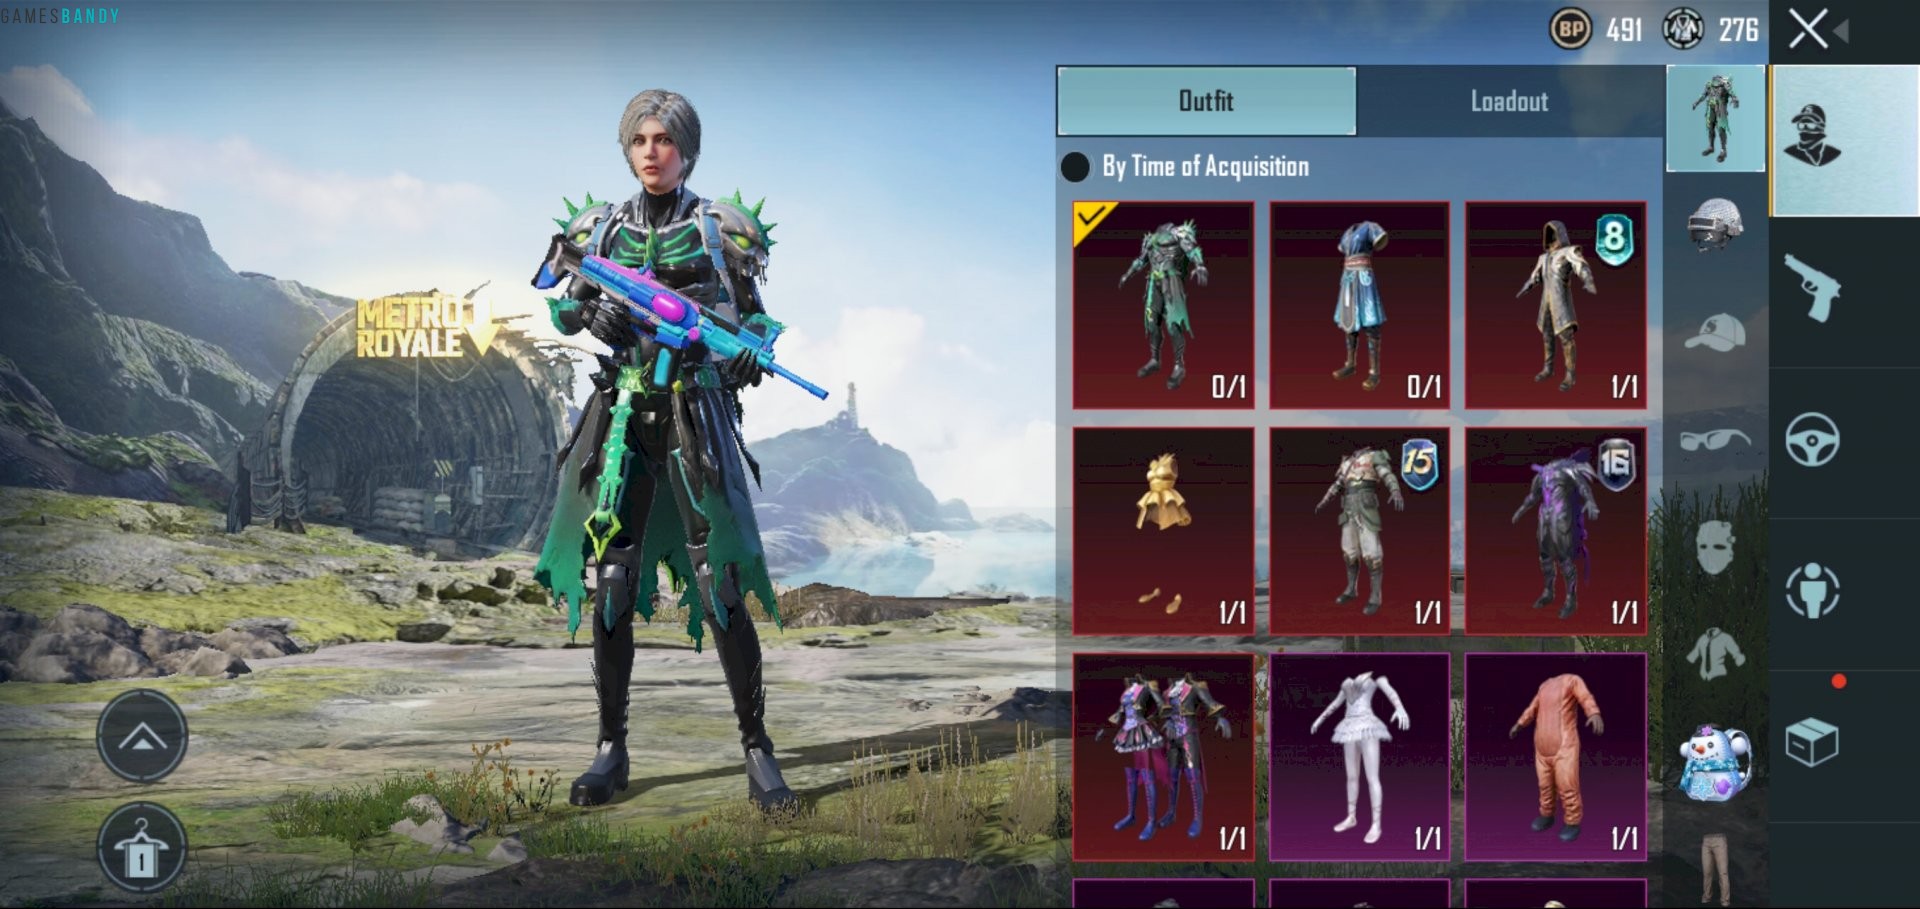 GAMESBANDY
BP 491 276
Outfit Loadout
By Time of Acquisition
METRO
ROYALE
8
0/1 0/1 1/1
15 16
1/1 1/1 1/1
1/1 1/1 1/1
1